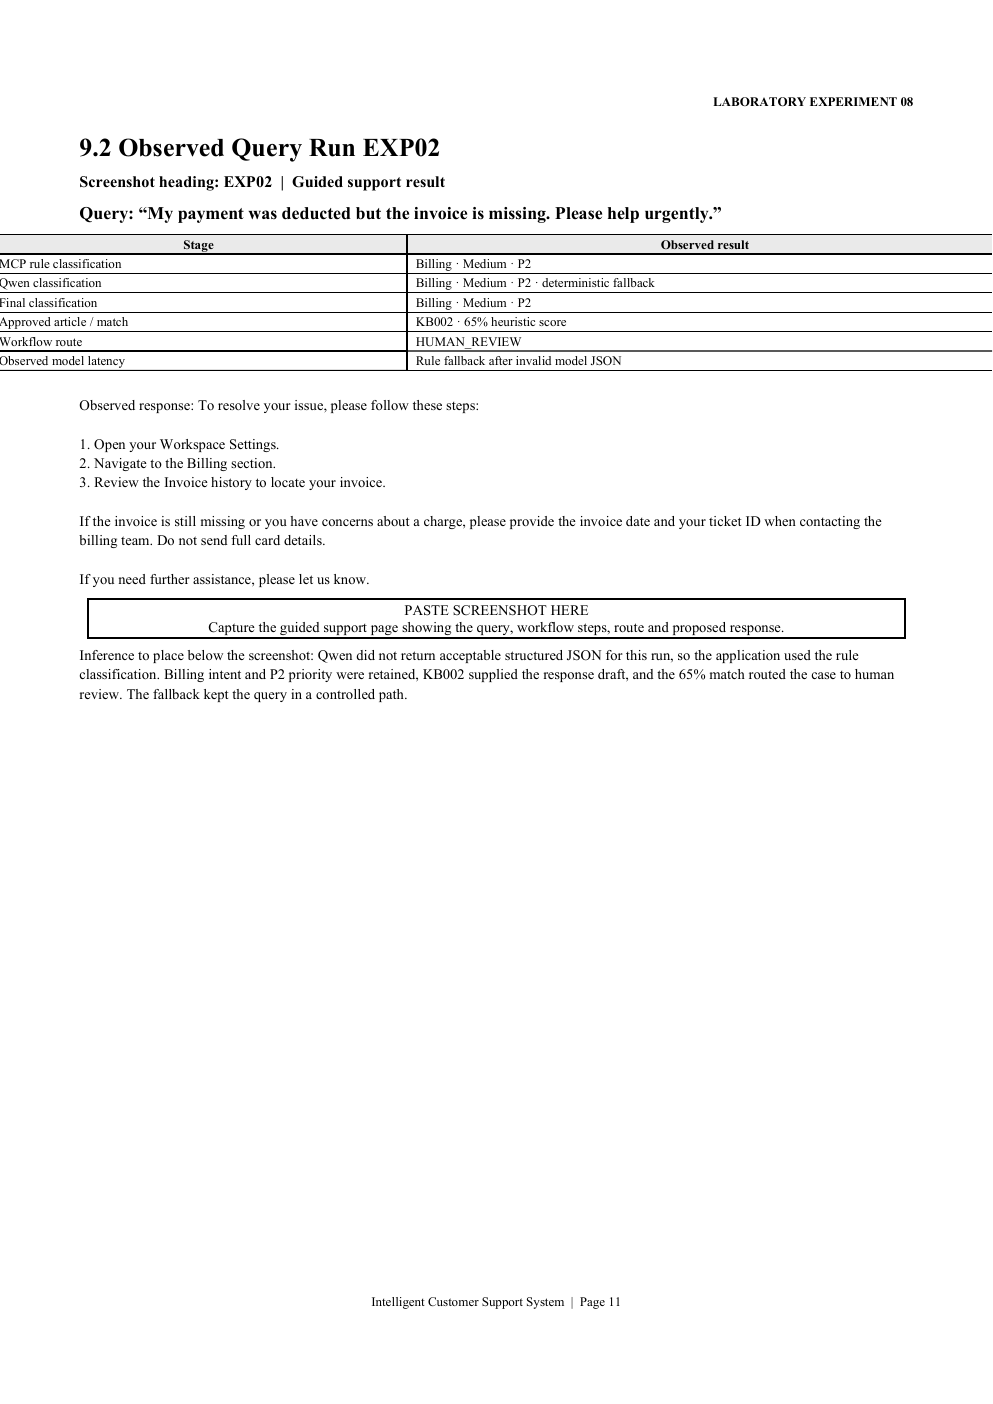 LABORATORY EXPERIMENT 08
9.2 Observed Query Run EXP02
Screenshot heading: EXP02 | Guided support result
Query: “My payment was deducted but the invoice is missing. Please help urgently.”
Stage Observed result
MCP rule classification Billing · Medium · P2
Qwen classification Billing · Medium · P2 · deterministic fallback
Final classification Billing · Medium · P2
Approved article / match KB002 · 65% heuristic score
Workflow route HUMAN_REVIEW
Observed model latency Rule fallback after invalid model JSON
Observed response: To resolve your issue, please follow these steps:
1. Open your Workspace Settings.
2. Navigate to the Billing section.
3. Review the Invoice history to locate your invoice.
If the invoice is still missing or you have concerns about a charge, please provide the invoice date and your ticket ID when contacting the
billing team. Do not send full card details.
If you need further assistance, please let us know.
PASTE SCREENSHOT HERE
Capture the guided support page showing the query, workflow steps, route and proposed response.
Inference to place below the screenshot: Qwen did not return acceptable structured JSON for this run, so the application used the rule
classification. Billing intent and P2 priority were retained, KB002 supplied the response draft, and the 65% match routed the case to human
review. The fallback kept the query in a controlled path.
Intelligent Customer Support System | Page 11